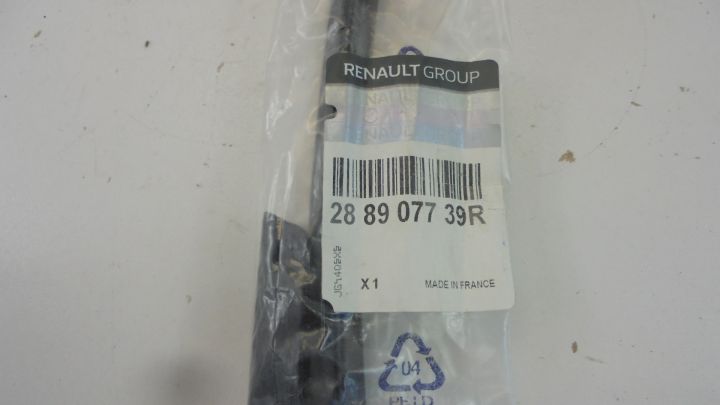 RENAULT GROUP
28 89 077 39R
X1
MADE IN FRANCE
04